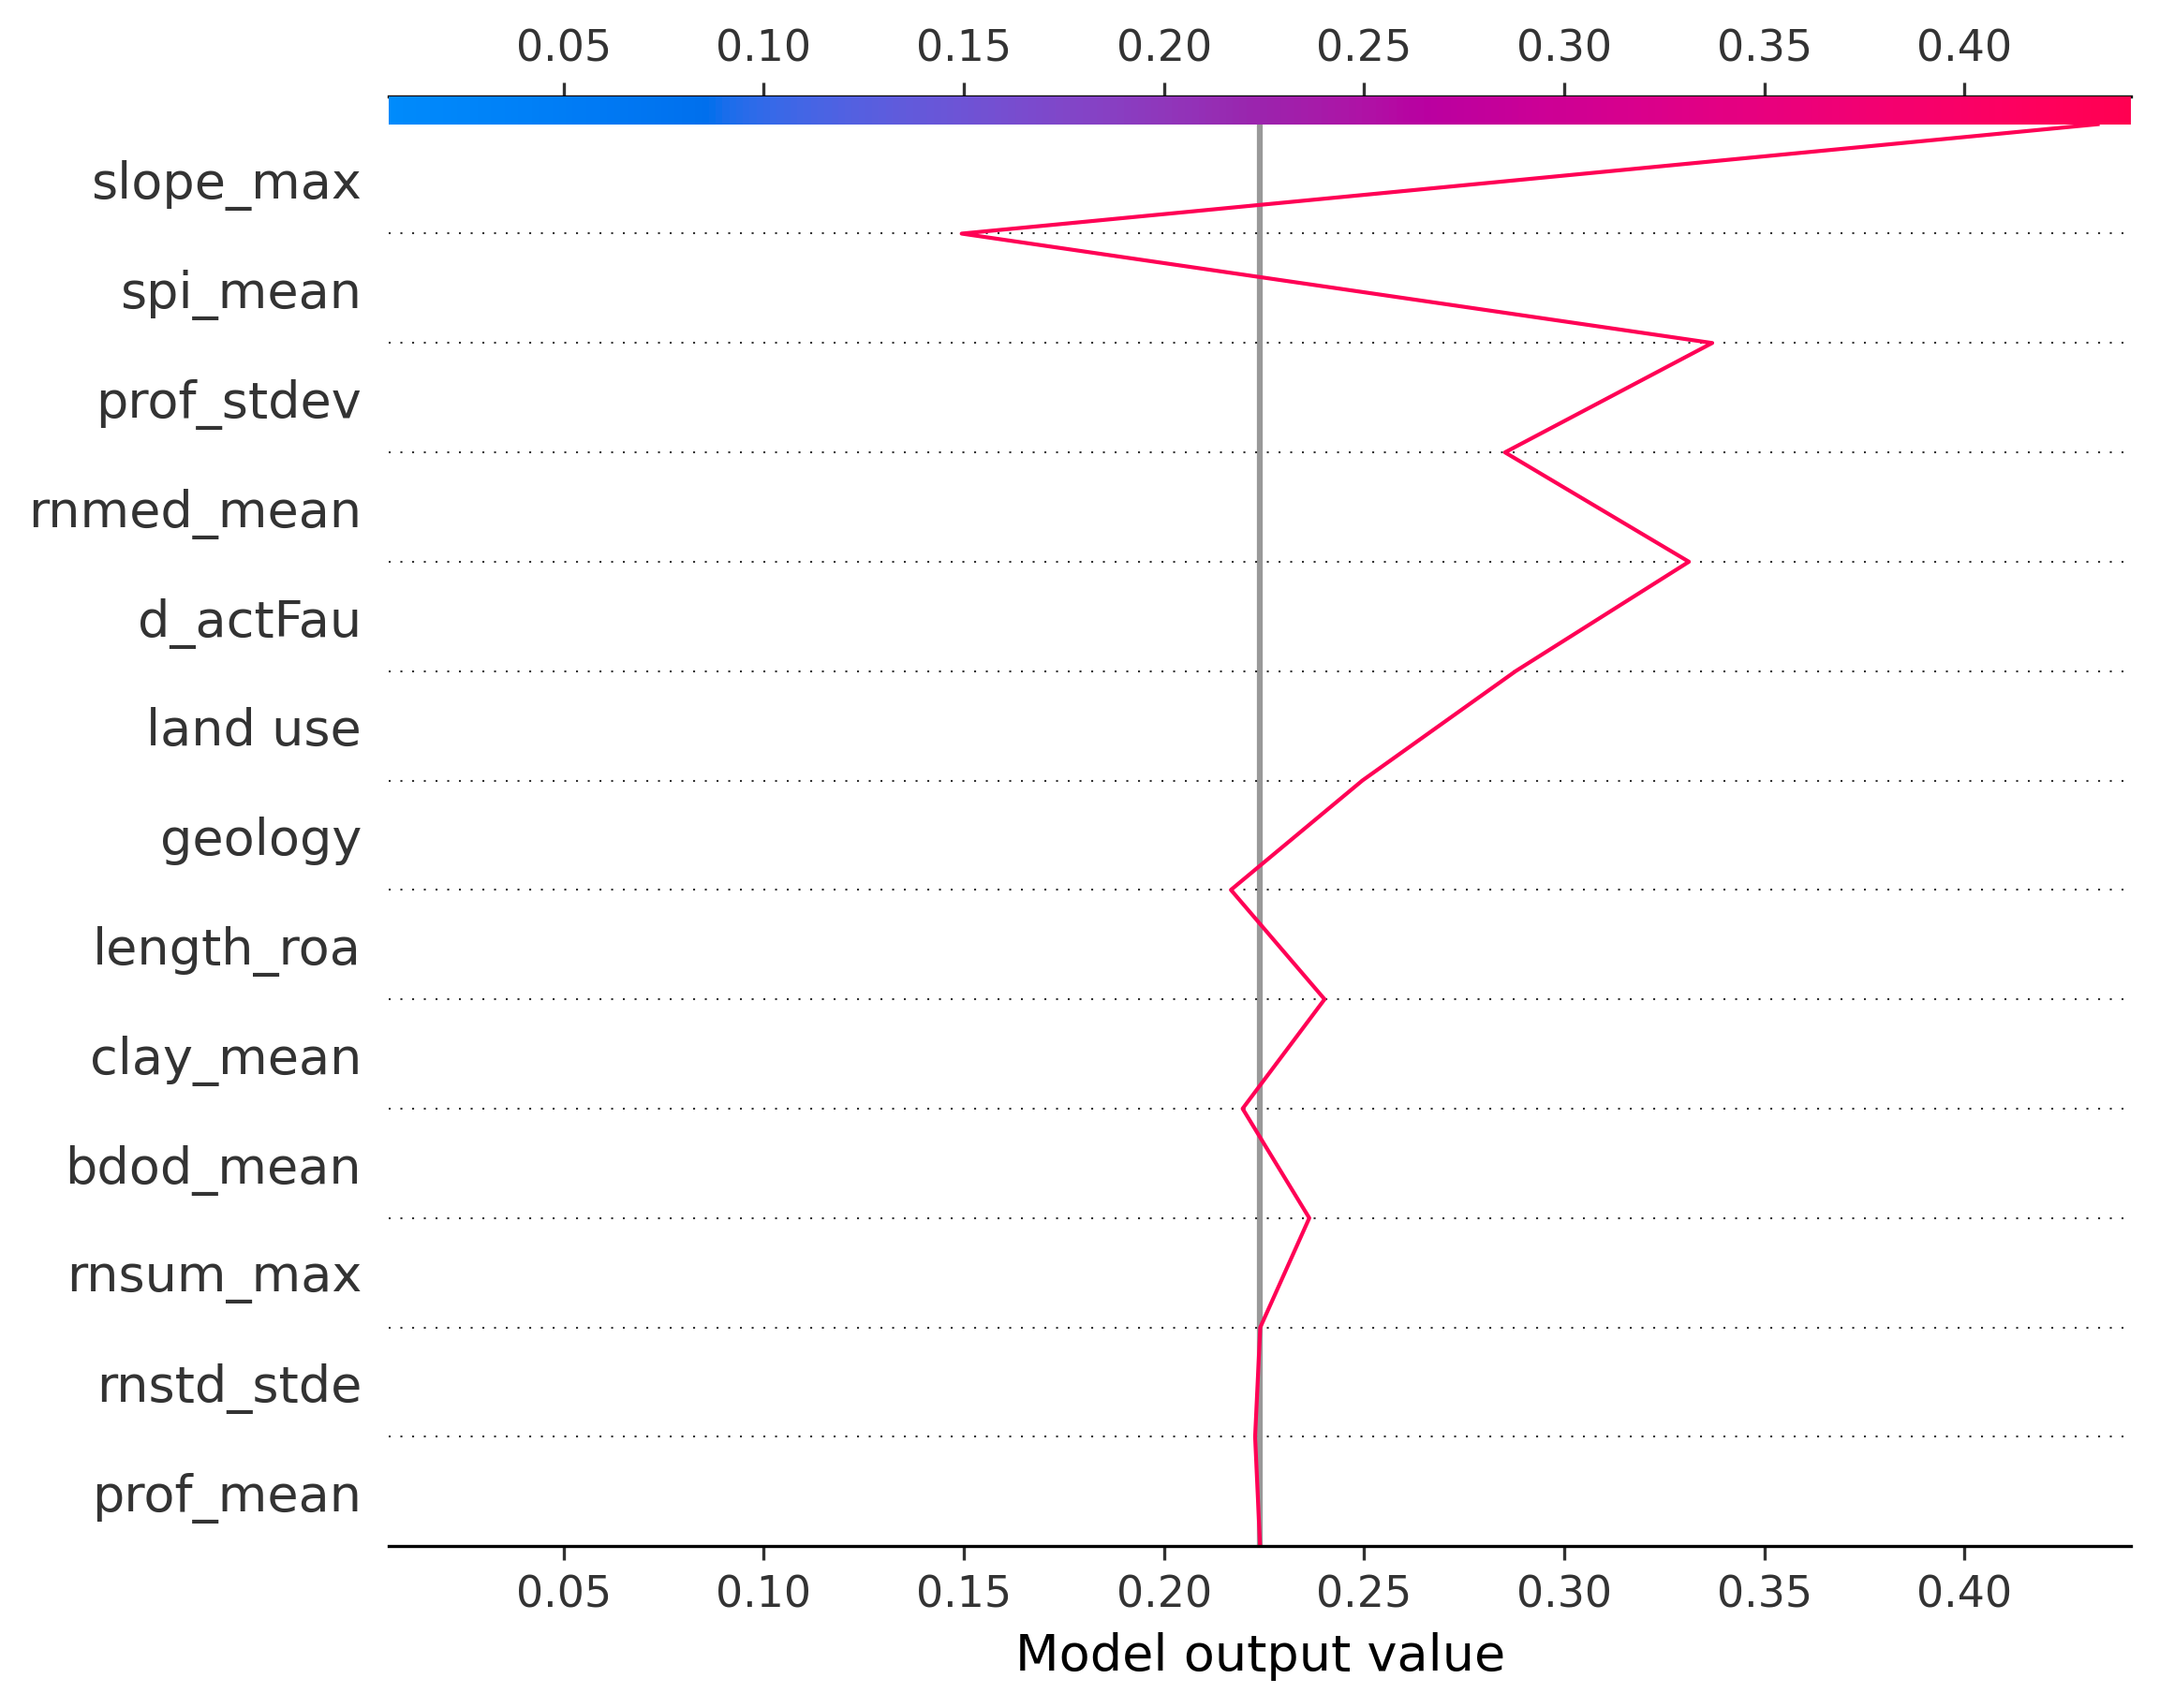 0.05 0.10 0.15 0.20 0.25 0.30 0.35 0.40
slope_max
spi_mean
prof_stdev
rnmed_mean
d_actFau
land use
geology
length_roa
clay_mean
bdod_mean
rnsum_max
rnstd_stde
prof_mean
0.05 0.10 0.15 0.20 0.25 0.30 0.35 0.40
Model output value